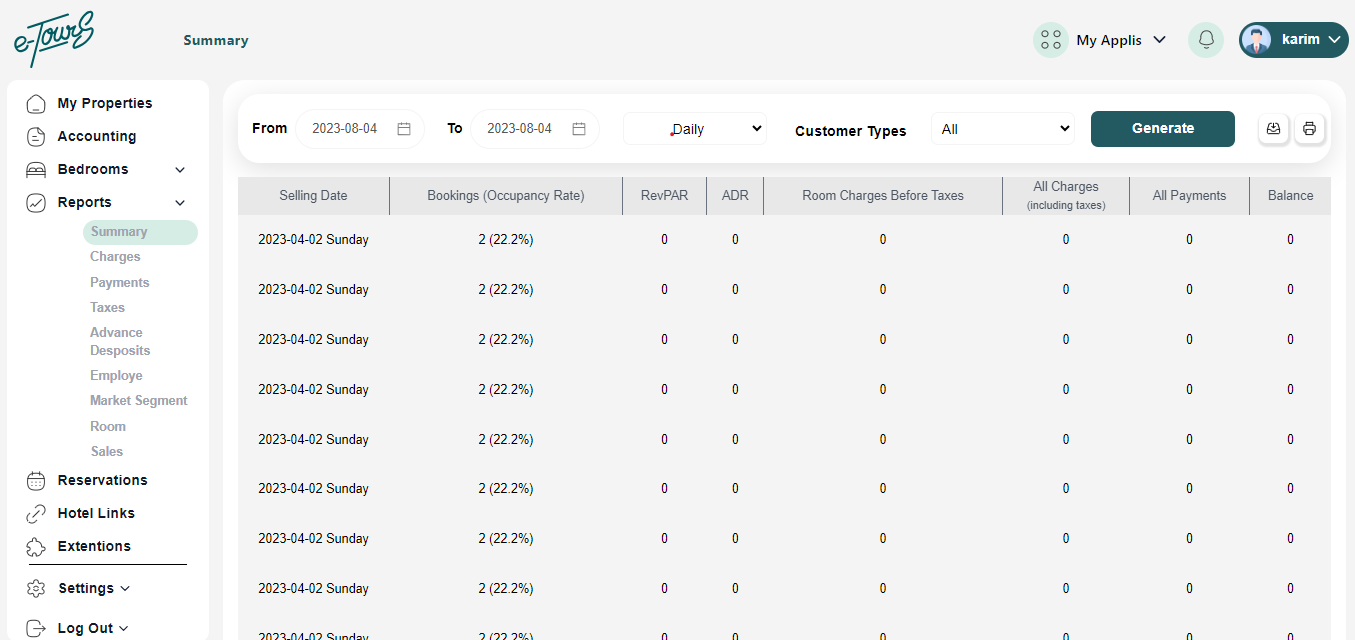 e-Tours
Summary
My Applis
karim
My Properties
Accounting
Bedrooms
Reports
Summary
Charges
Payments
Taxes
Advance
Desposits
Employe
Market Segment
Room
Sales
Reservations
Hotel Links
Extentions
Settings
Log Out
From 2023-08-04 To 2023-08-04 Daily Customer Types All Generate
Selling Date Bookings (Occupancy Rate) RevPAR ADR Room Charges Before Taxes All Charges (including taxes) All Payments Balance
2023-04-02 Sunday 2 (22.2%) 0 0 0 0 0 0
2023-04-02 Sunday 2 (22.2%) 0 0 0 0 0 0
2023-04-02 Sunday 2 (22.2%) 0 0 0 0 0 0
2023-04-02 Sunday 2 (22.2%) 0 0 0 0 0 0
2023-04-02 Sunday 2 (22.2%) 0 0 0 0 0 0
2023-04-02 Sunday 2 (22.2%) 0 0 0 0 0 0
2023-04-02 Sunday 2 (22.2%) 0 0 0 0 0 0
2023-04-02 Sunday 2 (22.2%) 0 0 0 0 0 0
2023-04-02 Sunday 2 (22.2%) 0 0 0 0 0 0